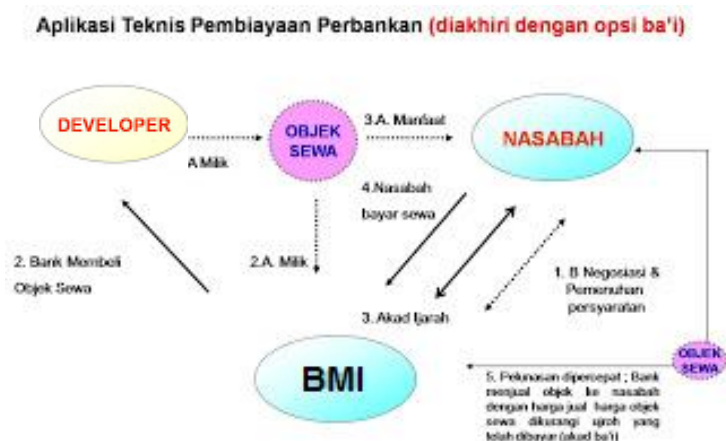 Aplikasi Teknis Pembiayaan Perbankan (diakhiri dengan opsi ba'i)
DEVELOPER
A Milik
OBJEK
SEWA
3.A. Manfaat
NASABAH
4.Nasabah
bayar sewa
2. Bank Membeli
Objek Sewa
2.A. Milik
3. Akad Ijarah
1. B Negosiasi &
Pemenuhan
persyaratan
BMI
OBJEK
SEWA
5. Pelunasan dipercepat ; Bank
menjual objek ke nasabah
dengan harga jual harga objek
sewa dikurangi ujroh yang
telah dibayar (akad ba'i)